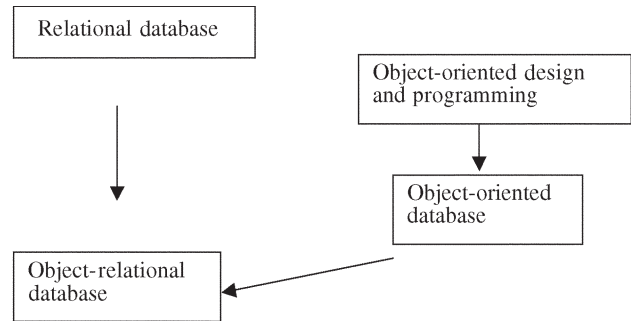 Relational database
Object-oriented design
and programming
Object-oriented
database
Object-relational
database